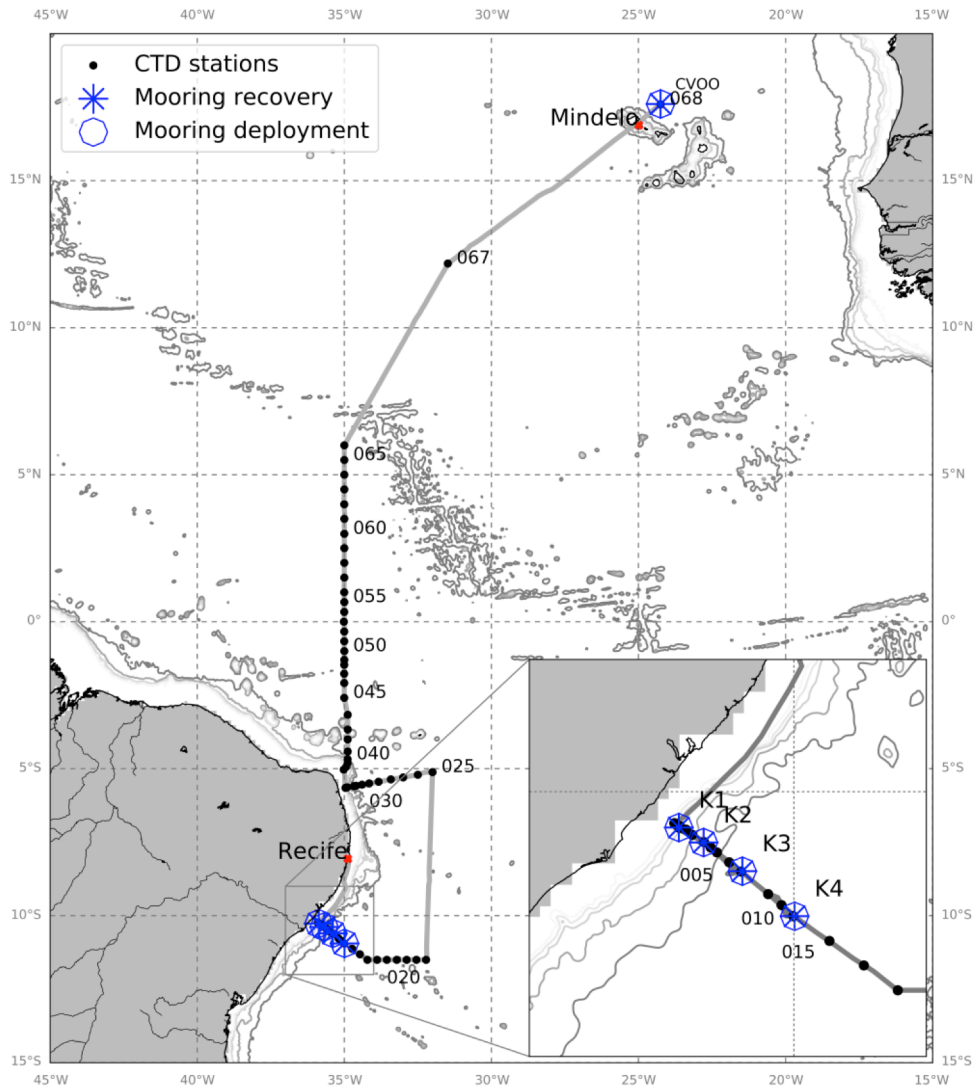 45°W 40°W 35°W 30°W 25°W 20°W 15°W
CTD stations
Mooring recovery
Mooring deployment
CVOO
068
Mindelo
15°N 15°N
067
10°N 10°N
065
5°N 5°N
060
055
0° 0°
050
045
040
025
5°S 5°S
030
K1
K2
K3
Recife
005
K4
010
10°S 10°S
015
020
15°S 15°S
45°W 40°W 35°W 30°W 25°W 20°W 15°W